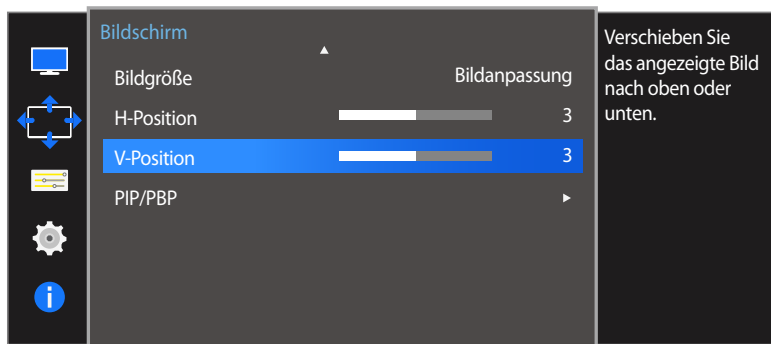 Bildschirm
Bildgröße Bildanpassung
H-Position 3
V-Position 3
PIP/PBP
Verschieben Sie
das angezeigte Bild
nach oben oder
unten.